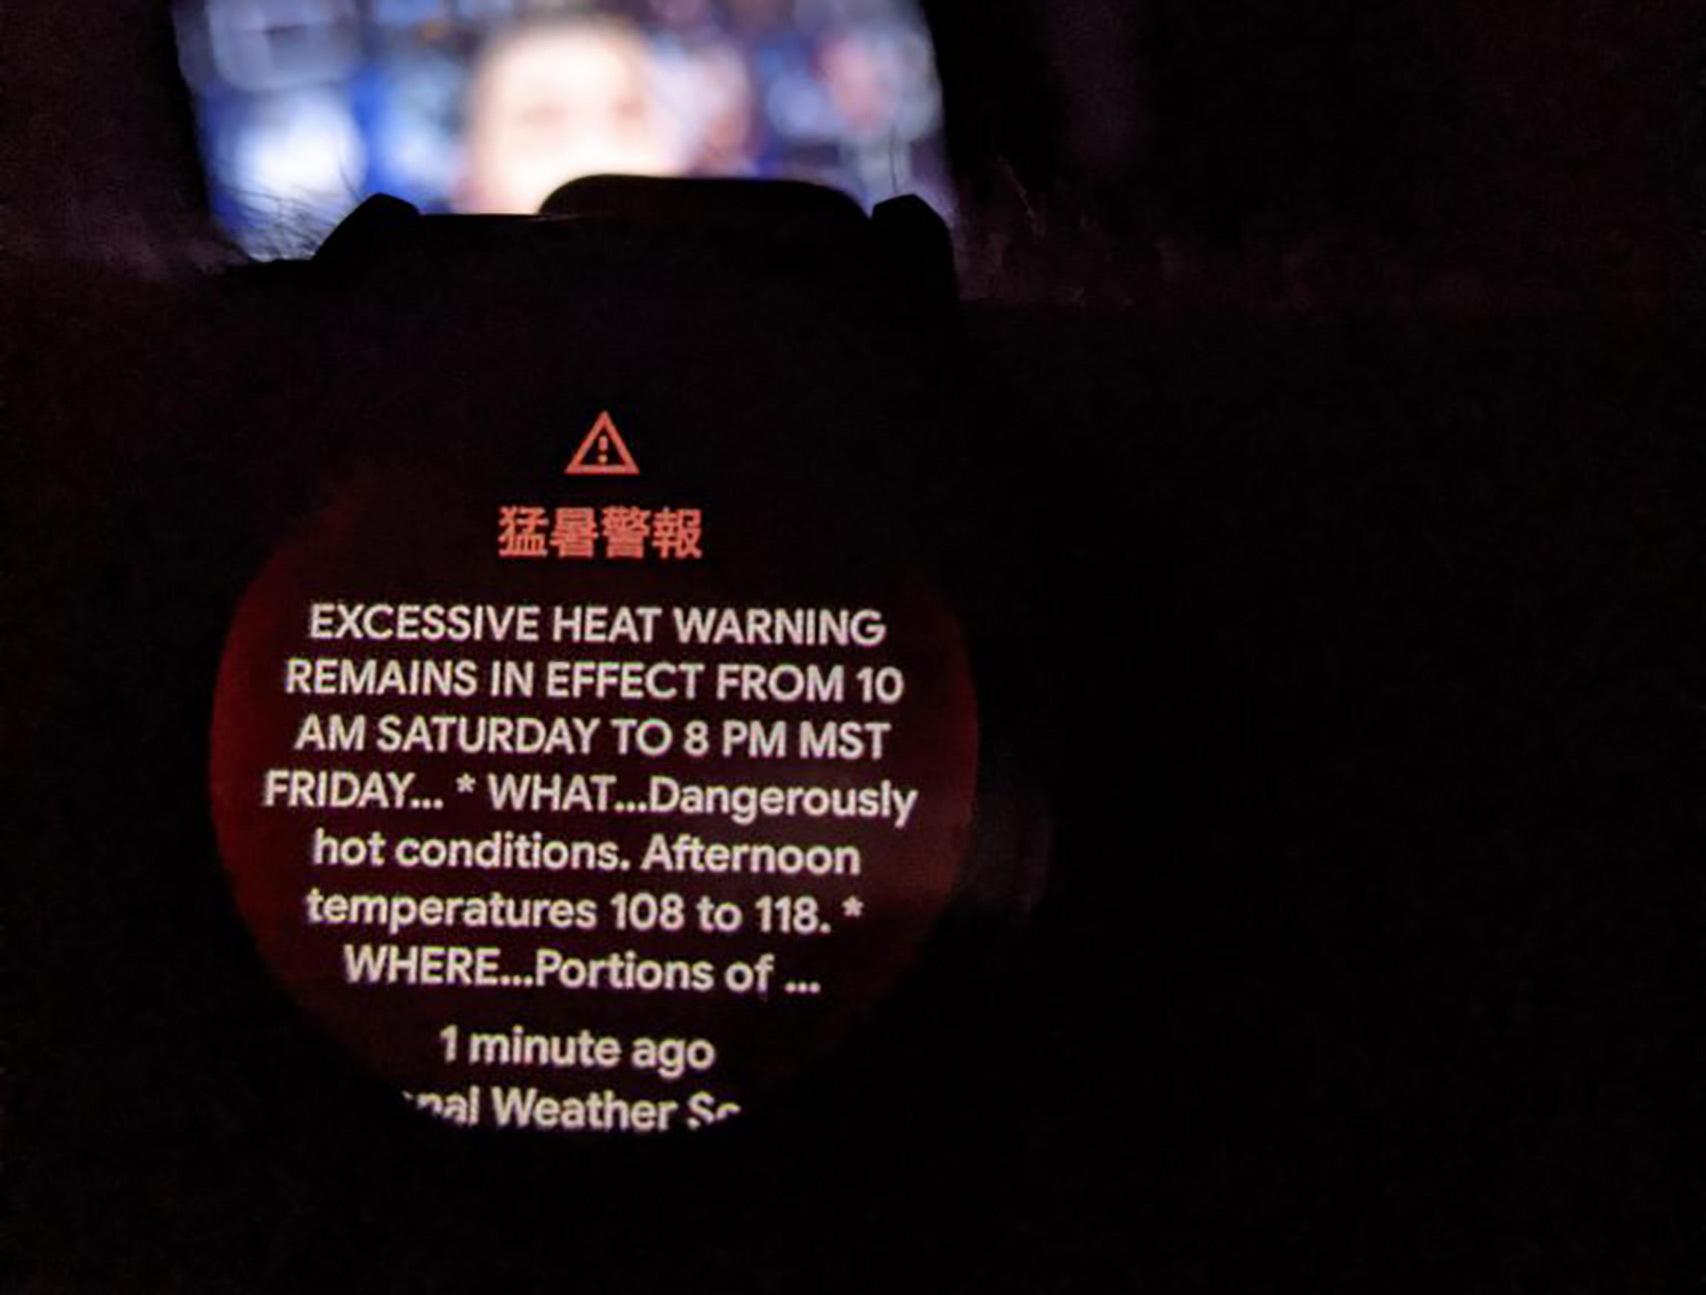 猛暑警報
EXCESSIVE HEAT WARNING
REMAINS IN EFFECT FROM 10
AM SATURDAY TO 8 PM MST
FRIDAY... * WHAT...Dangerously
hot conditions. Afternoon
temperatures 108 to 118. *
WHERE...Portions of ...
1 minute ago
Weather